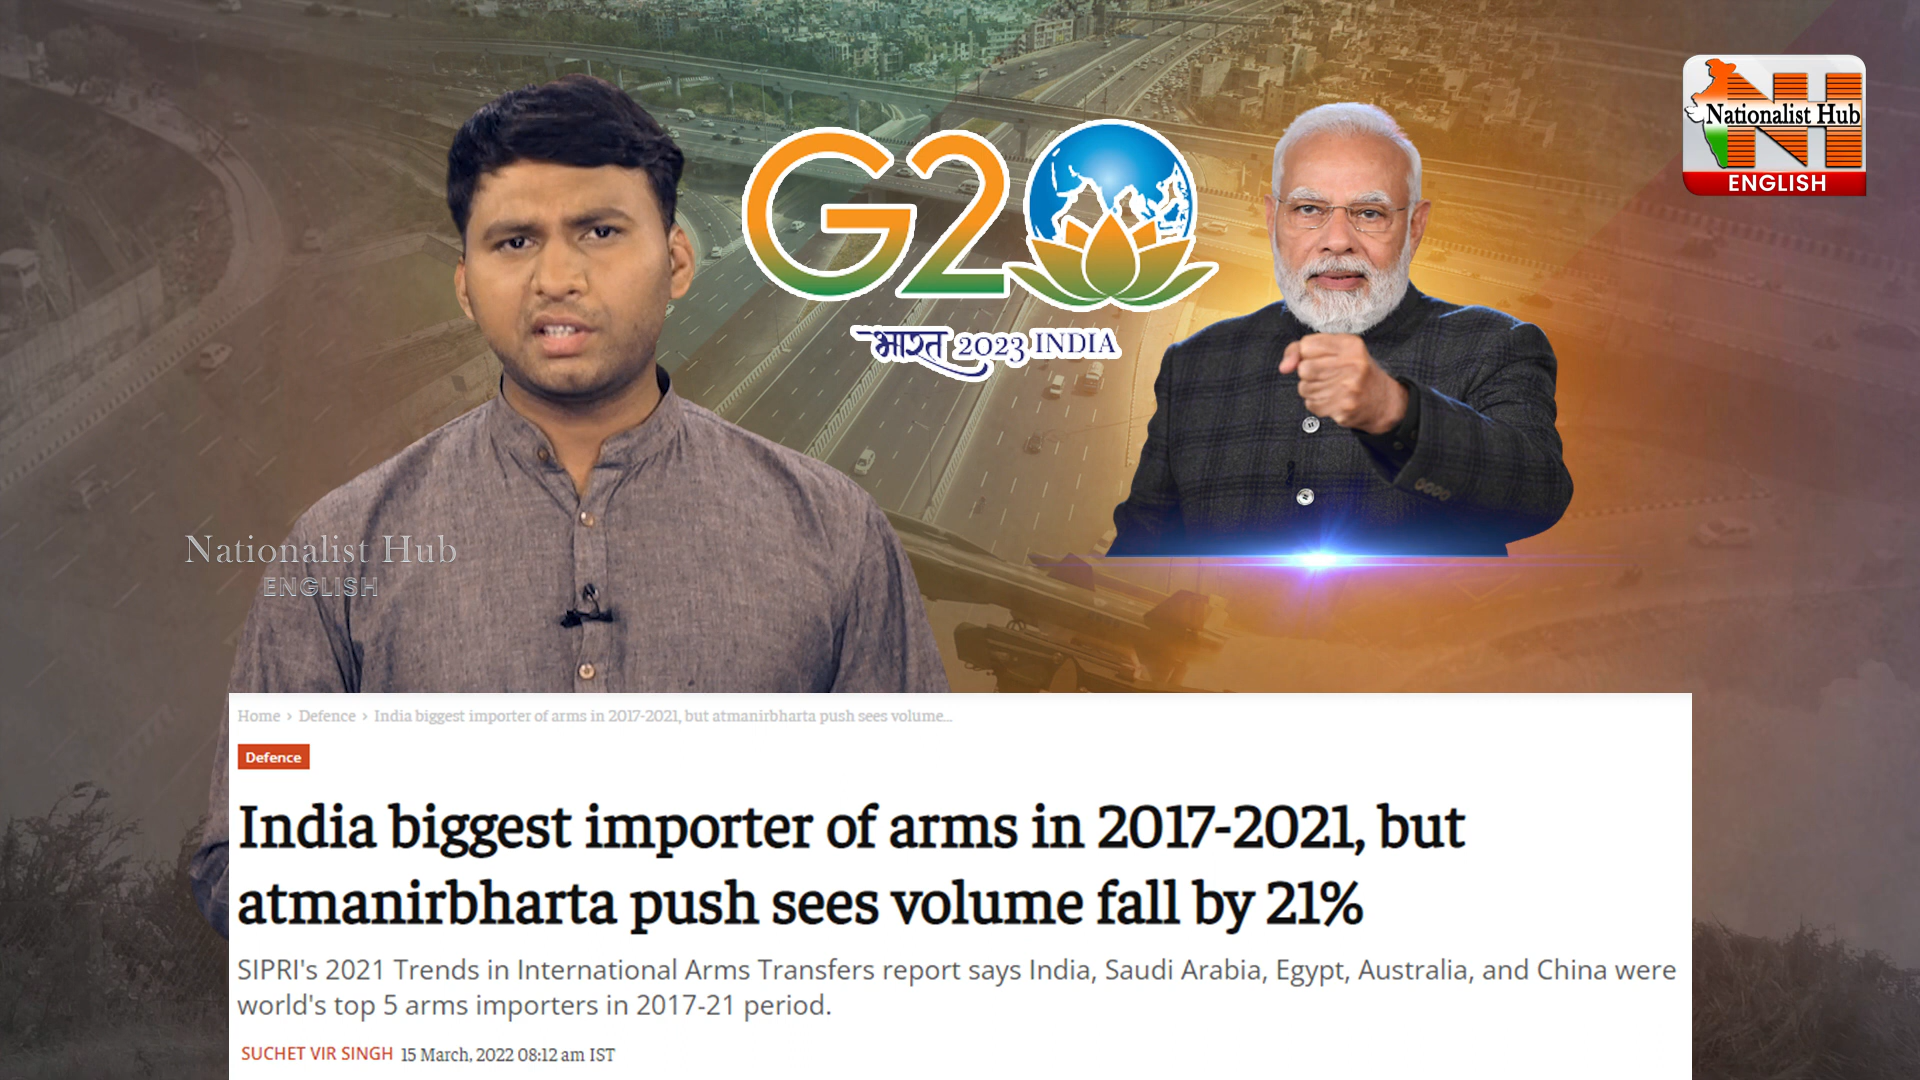 Nationalist Hub
ENGLISH
G20
भारत 2023 INDIA
Nationalist Hub
ENGLISH
Home › Defence › India biggest importer of arms in 2017-2021, but atmanirbharta push sees volume...
Defence
India biggest importer of arms in 2017-2021, but
atmanirbharta push sees volume fall by 21%
SIPRI's 2021 Trends in International Arms Transfers report says India, Saudi Arabia, Egypt, Australia, and China were
world's top 5 arms importers in 2017-21 period.
SUCHET VIR SINGH 15 March, 2022 08:12 am IST